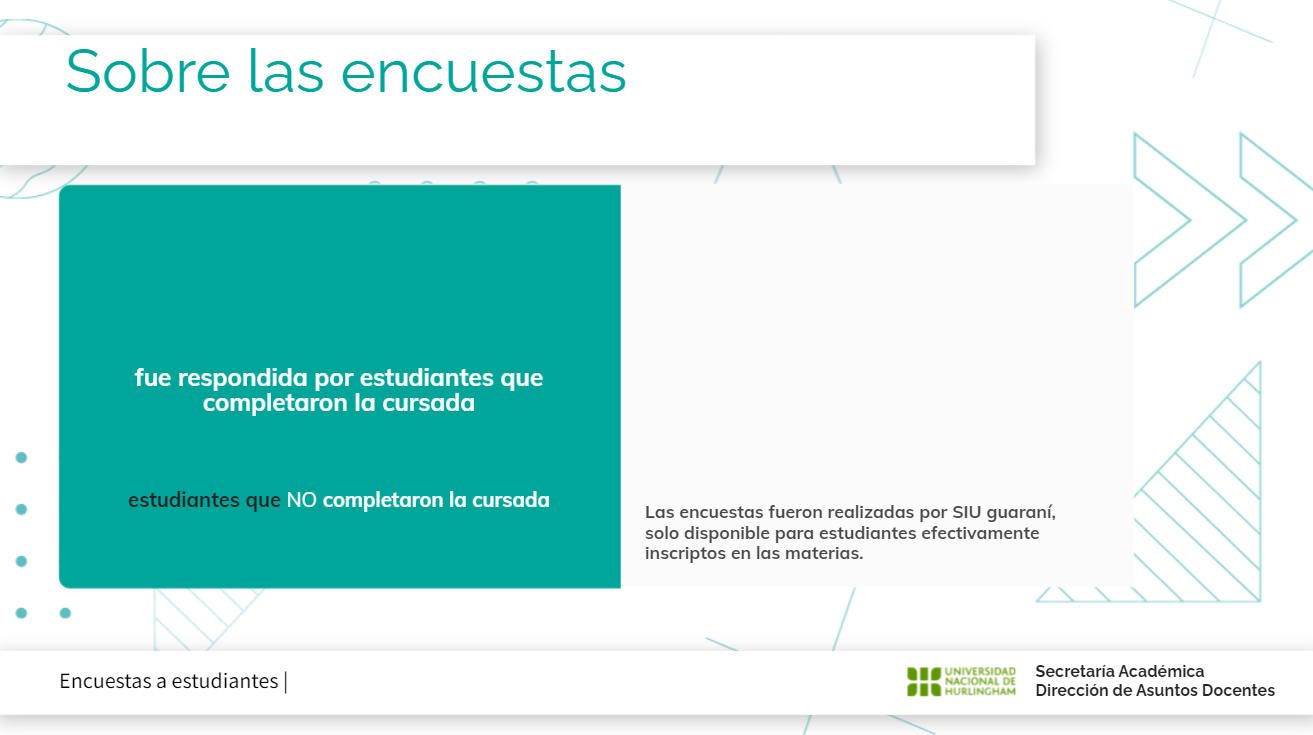 Sobre las encuestas
fue respondida por estudiantes que
completaron la cursada
estudiantes que NO completaron la cursada
Las encuestas fueron realizadas por SIU guaraní,
solo disponible para estudiantes efectivamente
inscriptos en las materias.
Encuestas a estudiantes |
UNIVERSIDAD
NACIONAL DE
HURLINGHAM
Secretaría Académica
Dirección de Asuntos Docentes